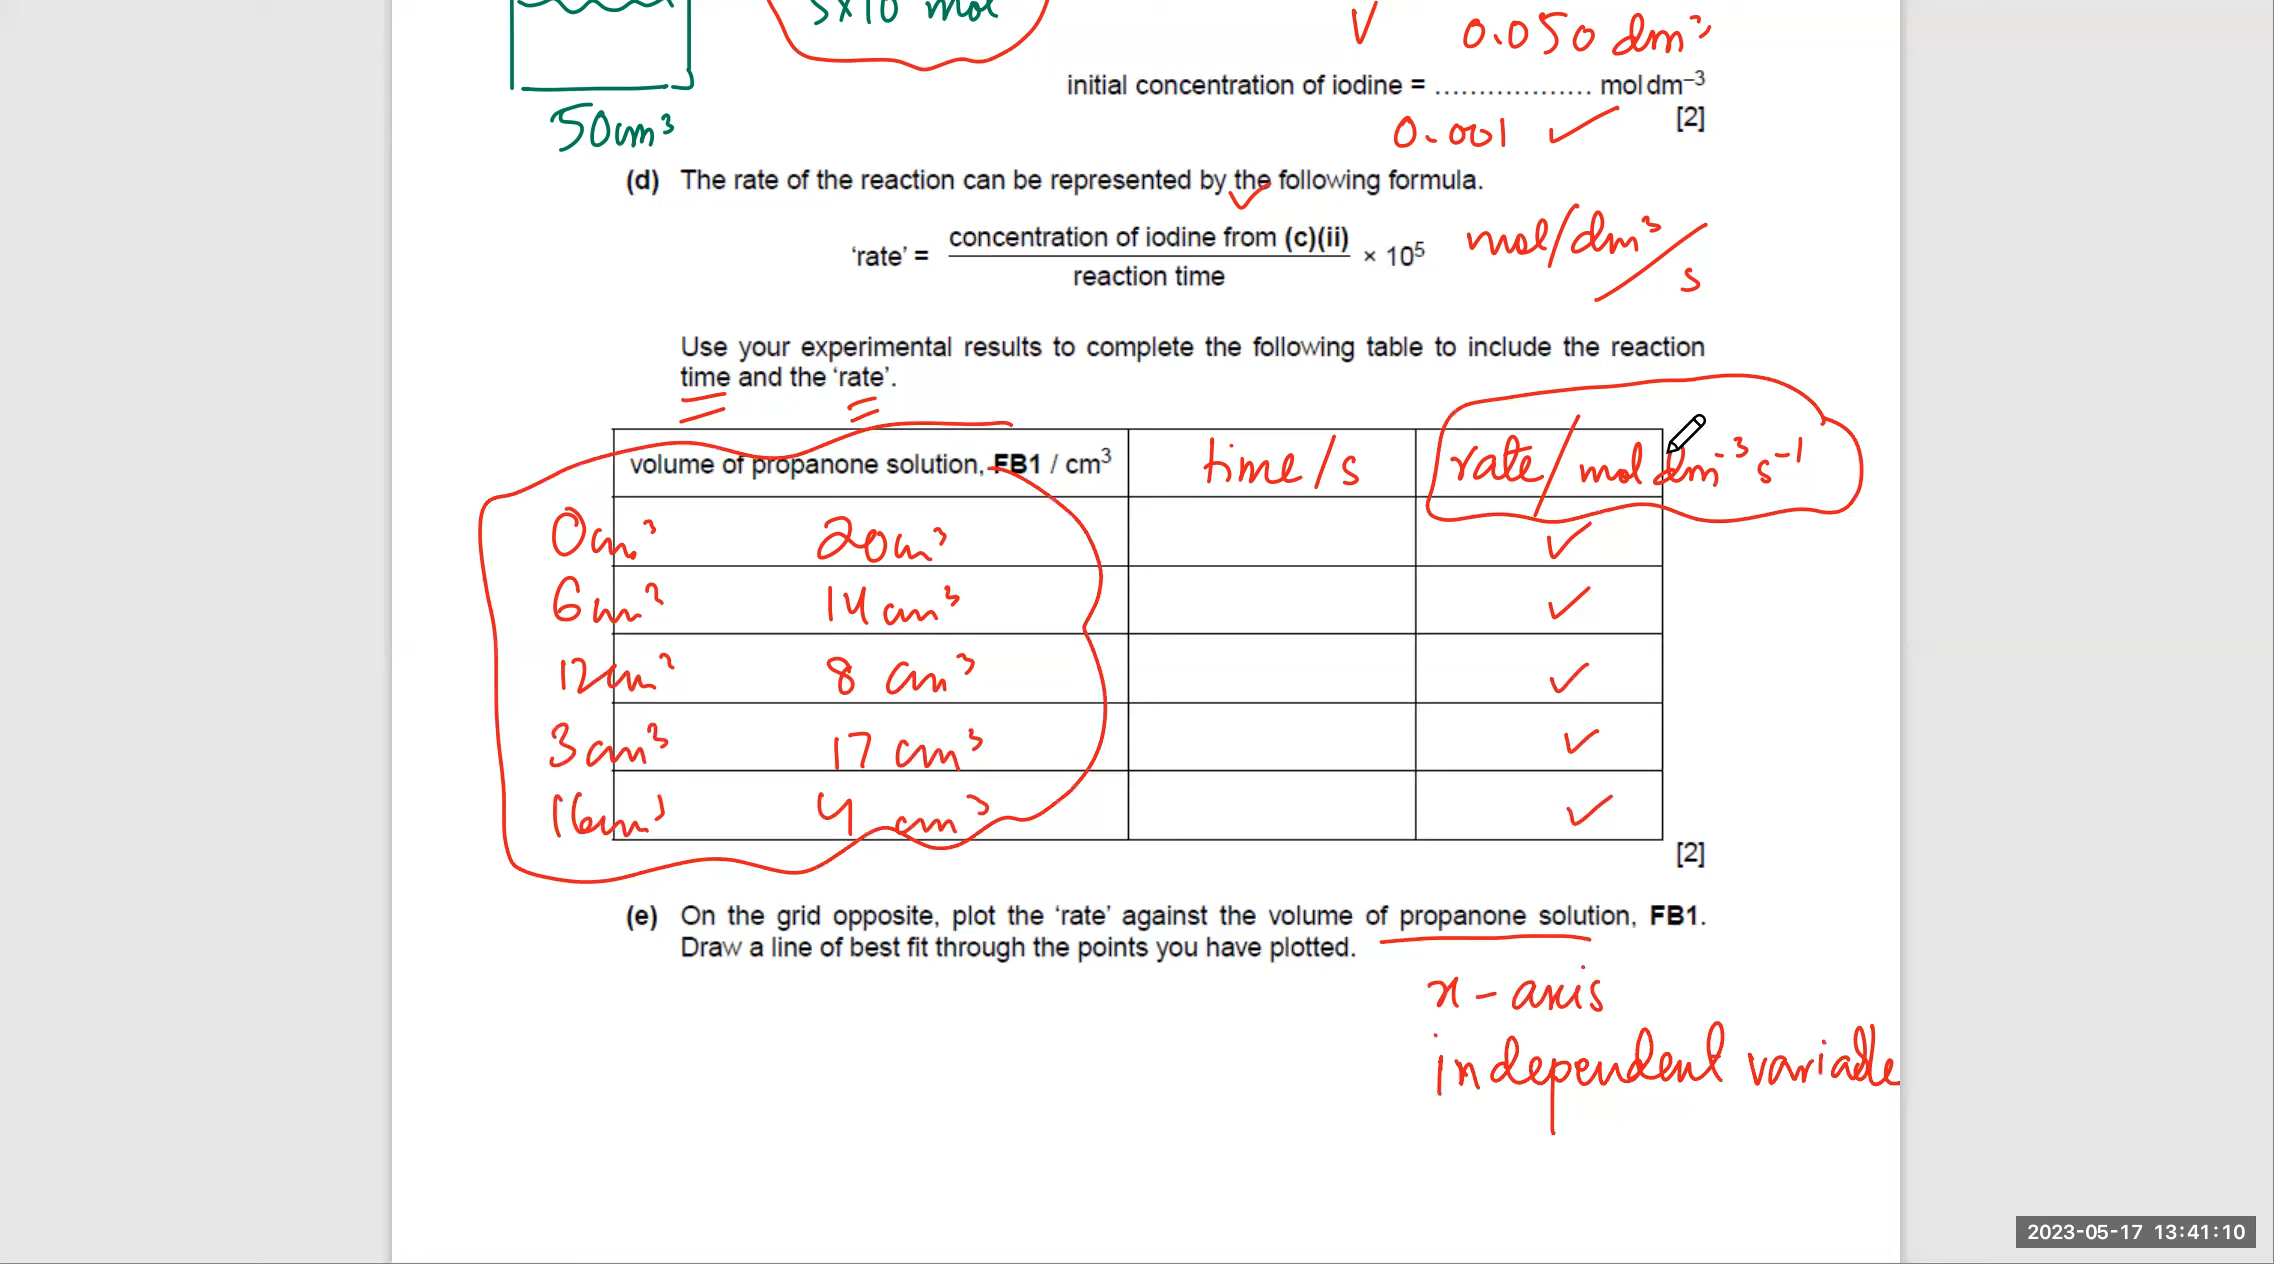 5×10 mol
V 0.050 dm³
initial concentration of iodine = .................. mol dm⁻³
50cm³ 0.001 ✓ [2]
(d) The rate of the reaction can be represented by the following formula.
✓
'rate' = concentration of iodine from (c)(ii) / reaction time × 10⁵ mol/dm³/s
Use your experimental results to complete the following table to include the reaction
time and the 'rate'.
volume of propanone solution, FB1 / cm³ time/s rate/mol dm⁻³ s⁻¹
0cm³ 20cm³ ✓
6cm³ 14cm³ ✓
12cm³ 8 cm³ ✓
3cm³ 17 cm³ ✓
16cm³ 4 cm³ ✓
[2]
(e) On the grid opposite, plot the 'rate' against the volume of propanone solution, FB1.
Draw a line of best fit through the points you have plotted.
x - axis
independent variable
2023-05-17 13:41:10